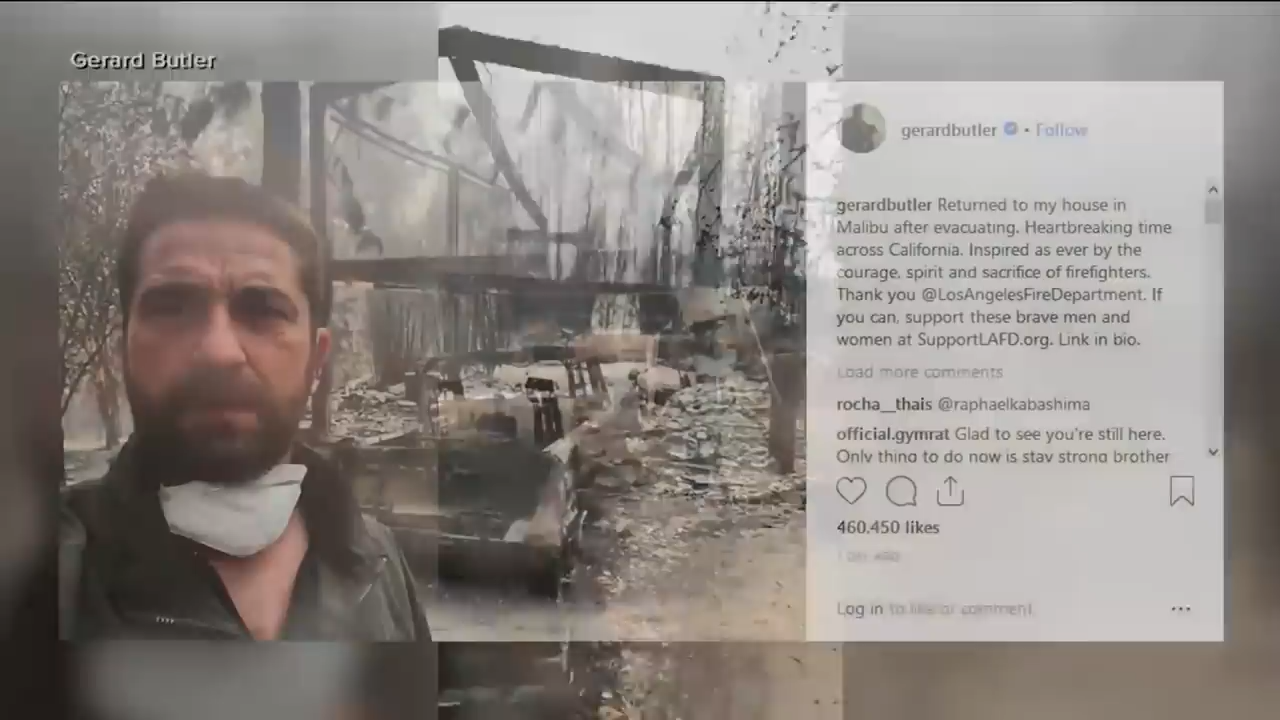 Gerard Butler
gerardbutler • Follow
gerardbutler Returned to my house in
Malibu after evacuating. Heartbreaking time
across California. Inspired as ever by the
courage, spirit and sacrifice of firefighters.
Thank you @LosAngelesFireDepartment. If
you can, support these brave men and
women at SupportLAFD.org. Link in bio.
Load more comments
rocha__thais @raphaelkabashima
official.gymrat Glad to see you're still here.
Only thing to do now is stay strong brother
460,450 likes
1 day ago
Log in to like or comment